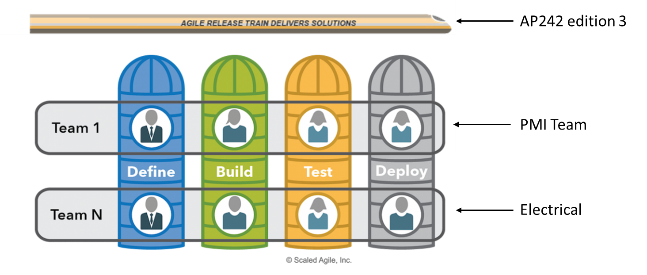 AGILE RELEASE TRAIN DELIVERS SOLUTIONS
AP242 edition 3
Team 1
PMI Team
Define
Build
Test
Deploy
Team N
Electrical
© Scaled Agile, Inc.